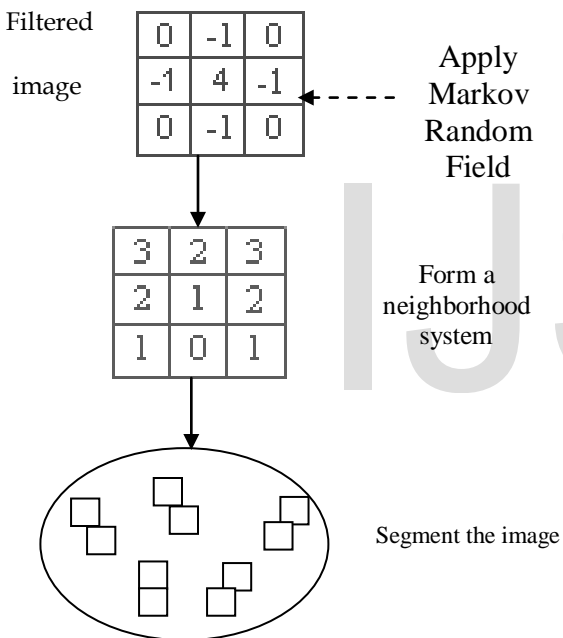 Filtered
image
0 -1 0
-1 4 -1
0 -1 0
Apply
Markov
Random
Field
3 2 3
2 1 2
1 0 1
Form a
neighborhood
system
IJS
Segment the image